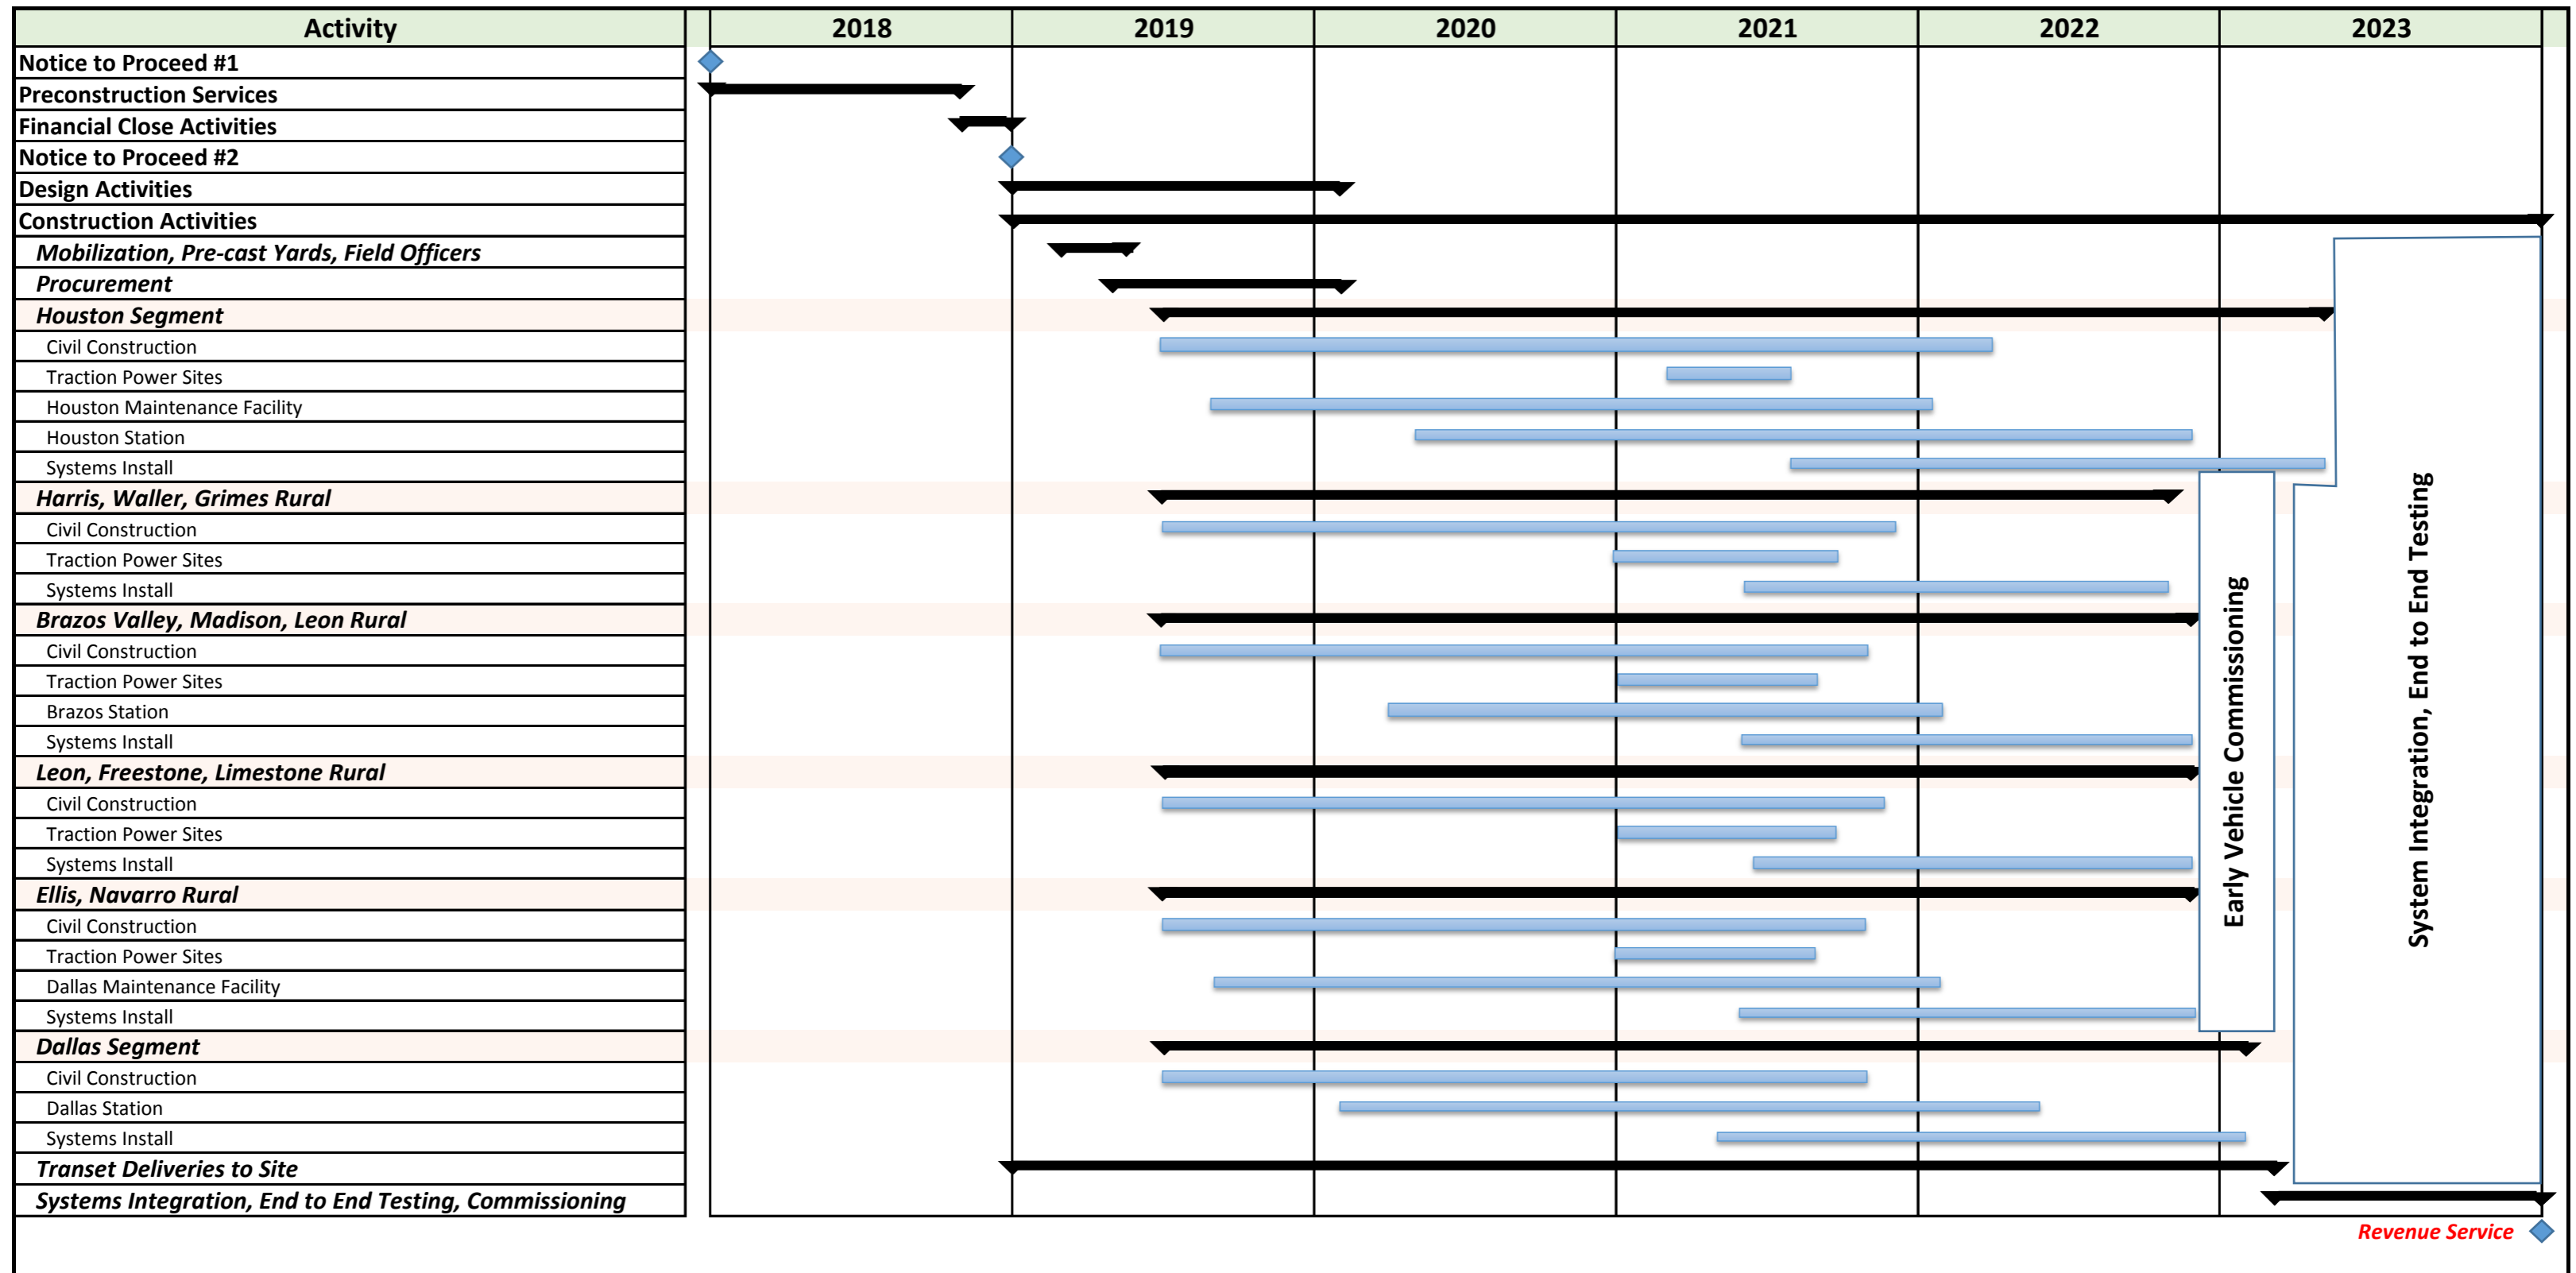 Activity 2018 2019 2020 2021 2022 2023
Notice to Proceed #1
Preconstruction Services
Financial Close Activities
Notice to Proceed #2
Design Activities
Construction Activities
Mobilization, Pre-cast Yards, Field Officers
Procurement
Houston Segment
Civil Construction
Traction Power Sites
Houston Maintenance Facility
Houston Station
Systems Install
Harris, Waller, Grimes Rural
Civil Construction
Traction Power Sites
Systems Install
Brazos Valley, Madison, Leon Rural
Civil Construction
Traction Power Sites
Brazos Station
Systems Install
Leon, Freestone, Limestone Rural
Civil Construction
Traction Power Sites
Systems Install
Ellis, Navarro Rural
Civil Construction
Traction Power Sites
Dallas Maintenance Facility
Systems Install
Dallas Segment
Civil Construction
Dallas Station
Systems Install
Transet Deliveries to Site
Systems Integration, End to End Testing, Commissioning
Early Vehicle Commissioning
System Integration, End to End Testing
Revenue Service